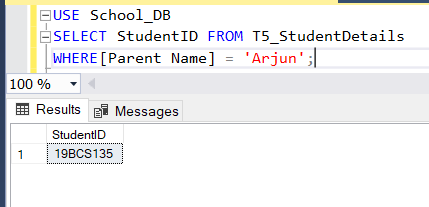 USE School_DB
SELECT StudentID FROM T5_StudentDetails
WHERE[Parent Name] = 'Arjun';
100 %
Results
Messages
StudentID
1 19BCS135